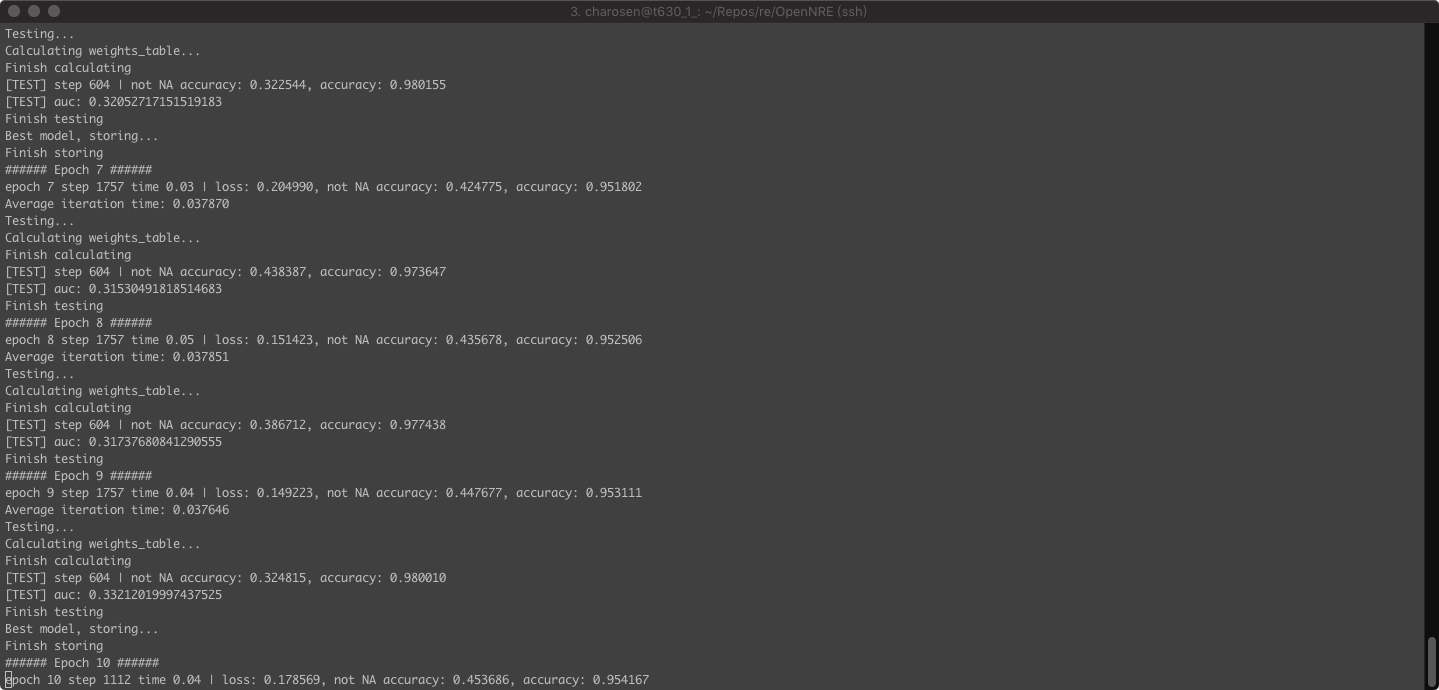 3. charosen@t630_1_: ~/Repos/re/OpenNRE (ssh)
Testing...
Calculating weights_table...
Finish calculating
[TEST] step 604 | not NA accuracy: 0.322544, accuracy: 0.980155
[TEST] auc: 0.32052717151519183
Finish testing
Best model, storing...
Finish storing
###### Epoch 7 ######
epoch 7 step 1757 time 0.03 | loss: 0.204990, not NA accuracy: 0.424775, accuracy: 0.951802
Average iteration time: 0.037870
Testing...
Calculating weights_table...
Finish calculating
[TEST] step 604 | not NA accuracy: 0.438387, accuracy: 0.973647
[TEST] auc: 0.31530491818514683
Finish testing
###### Epoch 8 ######
epoch 8 step 1757 time 0.05 | loss: 0.151423, not NA accuracy: 0.435678, accuracy: 0.952506
Average iteration time: 0.037851
Testing...
Calculating weights_table...
Finish calculating
[TEST] step 604 | not NA accuracy: 0.386712, accuracy: 0.977438
[TEST] auc: 0.31737680841290555
Finish testing
###### Epoch 9 ######
epoch 9 step 1757 time 0.04 | loss: 0.149223, not NA accuracy: 0.447677, accuracy: 0.953111
Average iteration time: 0.037646
Testing...
Calculating weights_table...
Finish calculating
[TEST] step 604 | not NA accuracy: 0.324815, accuracy: 0.980010
[TEST] auc: 0.33212019997437525
Finish testing
Best model, storing...
Finish storing
###### Epoch 10 ######
epoch 10 step 1112 time 0.04 | loss: 0.178569, not NA accuracy: 0.453686, accuracy: 0.954167